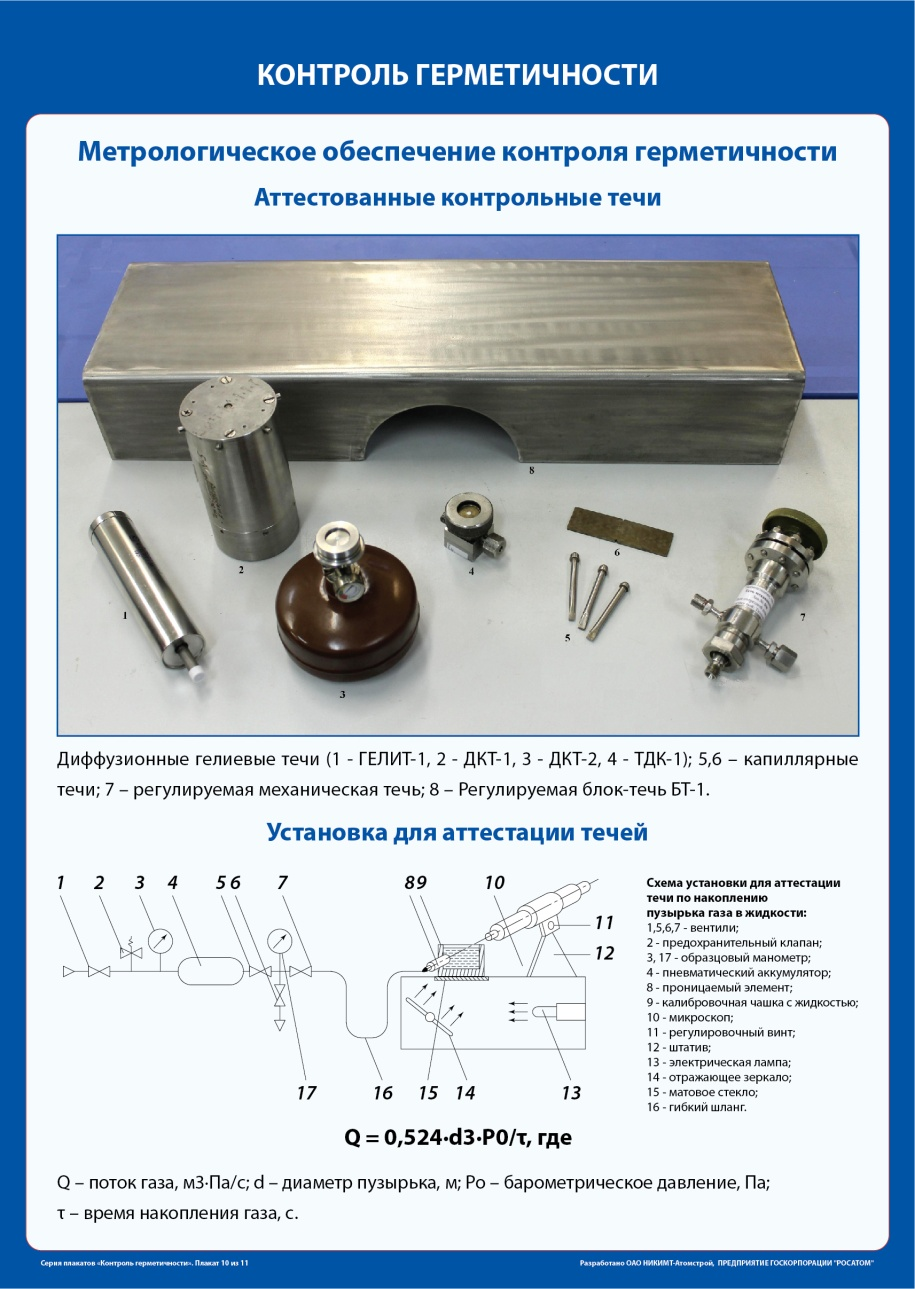 КОНТРОЛЬ ГЕРМЕТИЧНОСТИ
Метрологическое обеспечение контроля герметичности
Аттестованные контрольные течи
8
2
6
4
1
7
5
3
Диффузионные гелиевые течи (1 - ГЕЛИТ-1, 2 - ДКТ-1, 3 - ДКТ-2, 4 - ТДК-1); 5,6 – капиллярные
течи; 7 – регулируемая механическая течь; 8 – Регулируемая блок-течь БТ-1.
Установка для аттестации течей
1 2 3 4 5 6 7 8 9 10
11
12
17 16 15 14 13
Схема установки для аттестации
течи по накоплению
пузырька газа в жидкости:
1,5,6,7 - вентили;
2 - предохранительный клапан;
3, 17 - образцовый манометр;
4 - пневматический аккумулятор;
8 - проницаемый элемент;
9 - калибровочная чашка с жидкостью;
10 - микроскоп;
11 - регулировочный винт;
12 - штатив;
13 - электрическая лампа;
14 - отражающее зеркало;
15 - матовое стекло;
16 - гибкий шланг.
Q = 0,524·d3·P0/τ, где
Q – поток газа, м3·Па/с; d – диаметр пузырька, м; Ро – барометрическое давление, Па;
τ – время накопления газа, с.
Серия плакатов «Контроль герметичности». Плакат 10 из 11
Разработано ОАО НИКИМТ-Атомстрой, ПРЕДПРИЯТИЕ ГОСКОРПОРАЦИИ "РОСАТОМ"